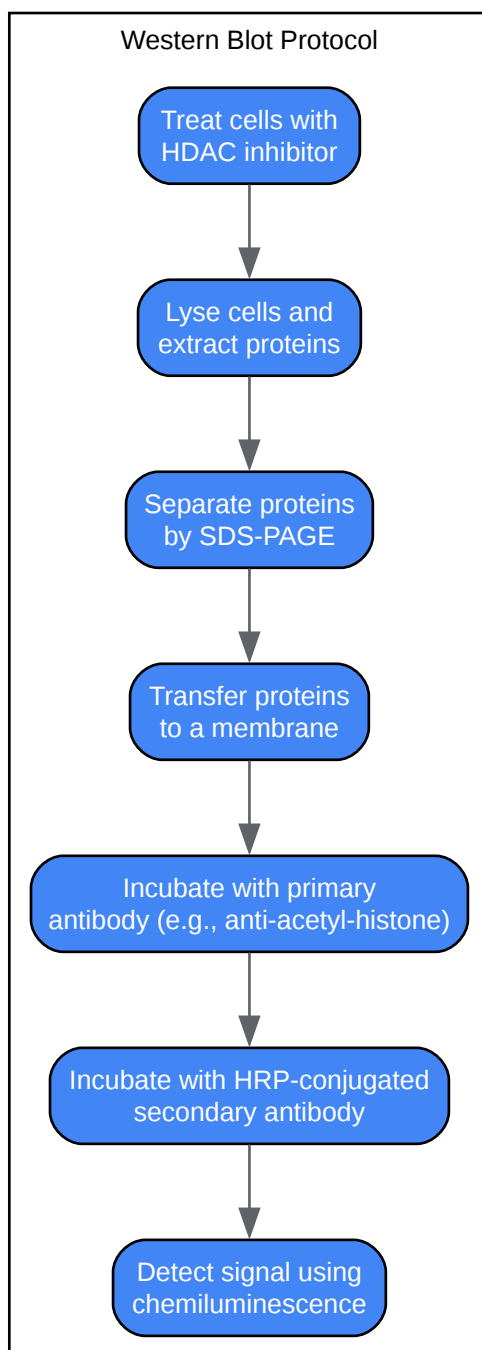 Western Blot Protocol
Treat cells with
HDAC inhibitor
Lyse cells and
extract proteins
Separate proteins
by SDS-PAGE
Transfer proteins
to a membrane
Incubate with primary
antibody (e.g., anti-acetyl-histone)
Incubate with HRP-conjugated
secondary antibody
Detect signal using
chemiluminescence